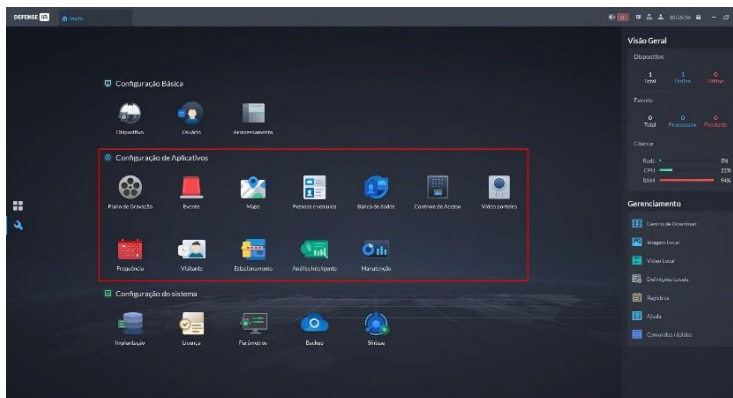 DEFENSE IA
Visão Geral
Dispositivo
1 1 0
Total Online Offline
Evento
0 0 0
Total Processado Pendente
Cliente
Rede
CPU 22%
RAM 94%
Configuração Básica
Dispositivo Usuário Armazenamento
Configuração de Aplicativos
Plano de Gravação Evento Mapa Pessoas e veículos Banco de dados Controle de Acesso Vídeo porteiro
Frequência Visitante Estacionamento Análise inteligente Manutenção
Configuração do sistema
Implantação Licença Parâmetros Backup Síntese
Gerenciamento
Centro de Download
Imagem Local
Vídeo Local
Definições Locais
Registros
Ajuda
Comandos rápidos